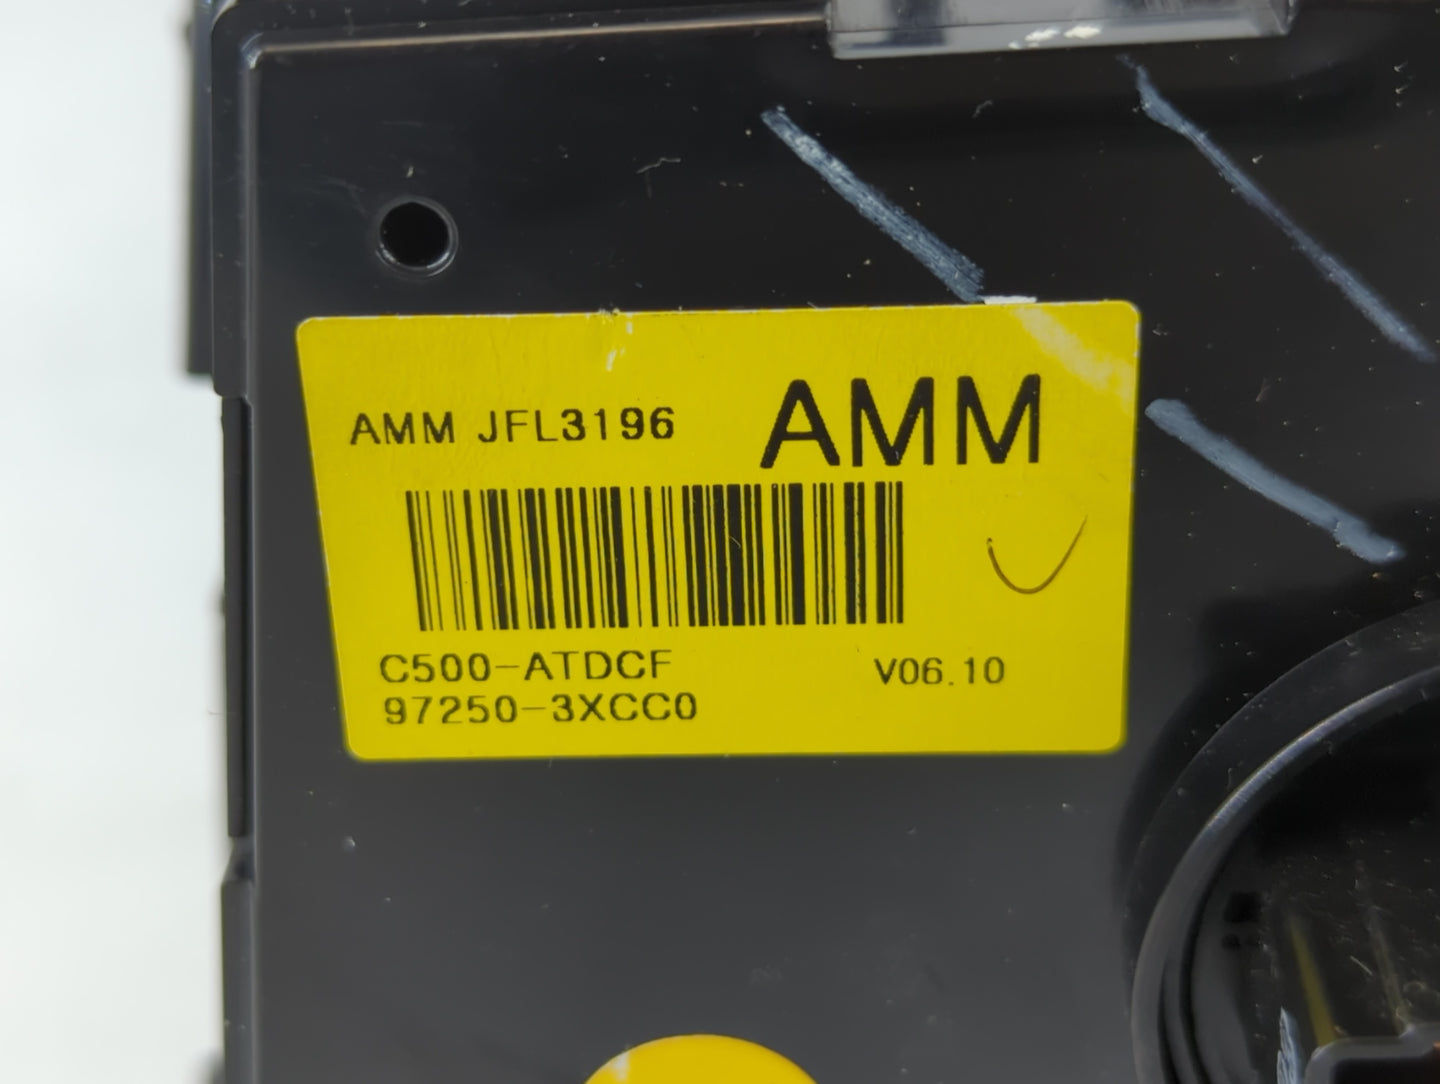 AMM JFL3196
AMM
C500-ATDCF
V06.10
97250-3XCC0